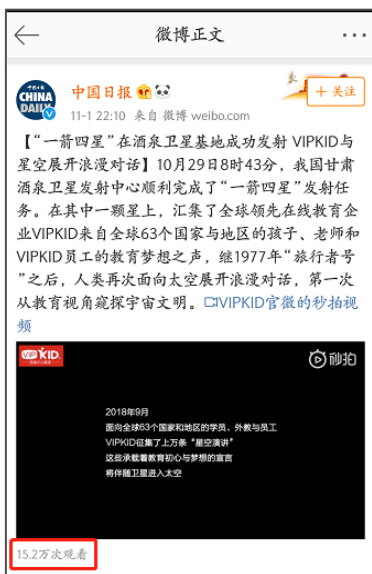 微博正文
中国日报
+ 关注
CHINA
DAILY
11-1 22:10 来自 微博 weibo.com
【“一箭四星”在酒泉卫星基地成功发射 VIPKID与
星空展开浪漫对话】10月29日8时43分，我国甘肃
酒泉卫星发射中心顺利完成了“一箭四星”发射任
务。在其中一颗星上，汇集了全球领先在线教育企
业VIPKID来自全球63个国家与地区的孩子、老师和
VIPKID员工的教育梦想之声，继1977年“旅行者号
”之后，人类再次面向太空展开浪漫对话，第一次
从教育视角窥探宇宙文明。VIPKID官微的秒拍视
频
VIPKID
秒拍
2018年9月
面向全球63个国家和地区的学员、外教与员工
VIPKID征集了上万条“星空演讲”
这些承载着教育初心与梦想的宣言
将伴随卫星进入太空
15.2万次观看